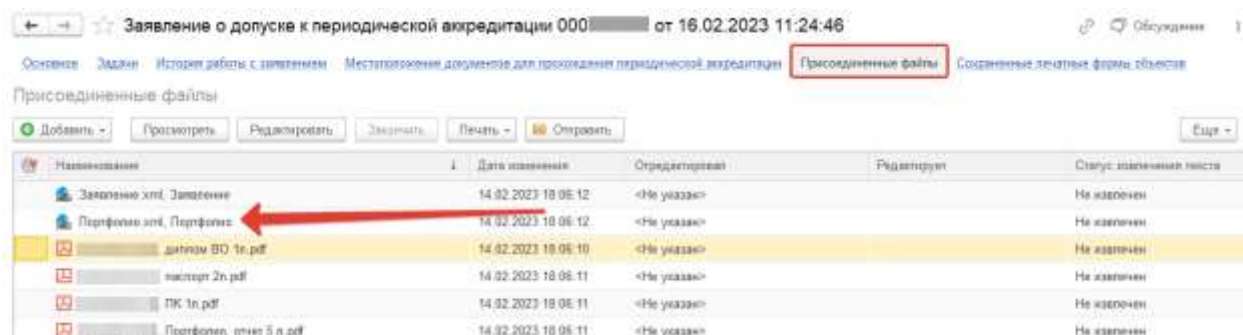 Заявление о допуске к периодической аккредитации 000 от 16.02.2023 11:24:46 Обсуждение
Основное Задачи История работы с заявлением Местоположение документов для прохождения периодической аккредитации Присоединенные файлы Сохраненные печатные формы объектов
Присоединенные файлы
Добавить Просмотреть Редактировать Закончить Печать Отправить Еще
Наименование Дата изменения Отредактировал Редактирует Статус извлечения текста
Заявление xml, Заявление 14.02.2023 18:06:12 <Не указан> Не извлечен
Портфолио xml, Портфолио 14.02.2023 18:06:12 <Не указан> Не извлечен
диплом ВО 1п.pdf 14.02.2023 18:06:10 <Не указан> Не извлечен
паспорт 2п.pdf 14.02.2023 18:06:11 <Не указан> Не извлечен
ПК 1п.pdf 14.02.2023 18:06:11 <Не указан> Не извлечен
Портфолио, отчет 5 п.pdf 14.02.2023 18:06:11 <Не указан> Не извлечен